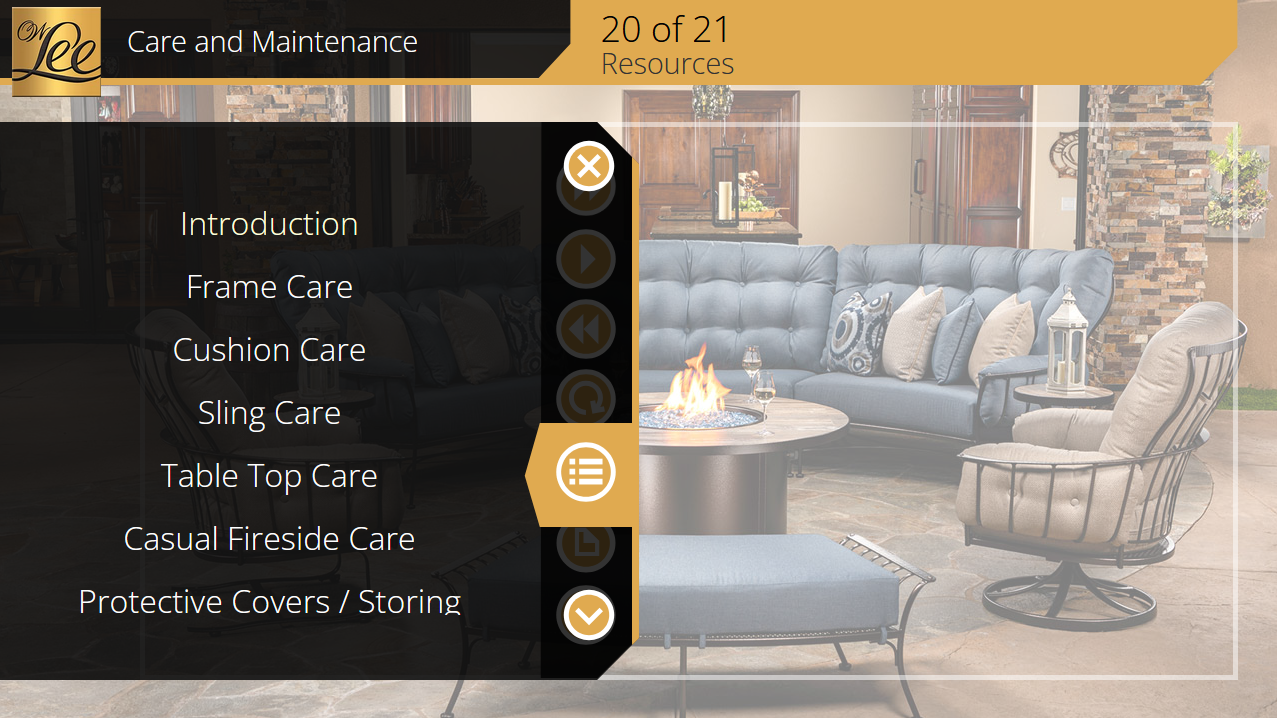 OW Lee
Care and Maintenance
20 of 21
Resources
Introduction
Frame Care
Cushion Care
Sling Care
Table Top Care
Casual Fireside Care
Protective Covers / Storing